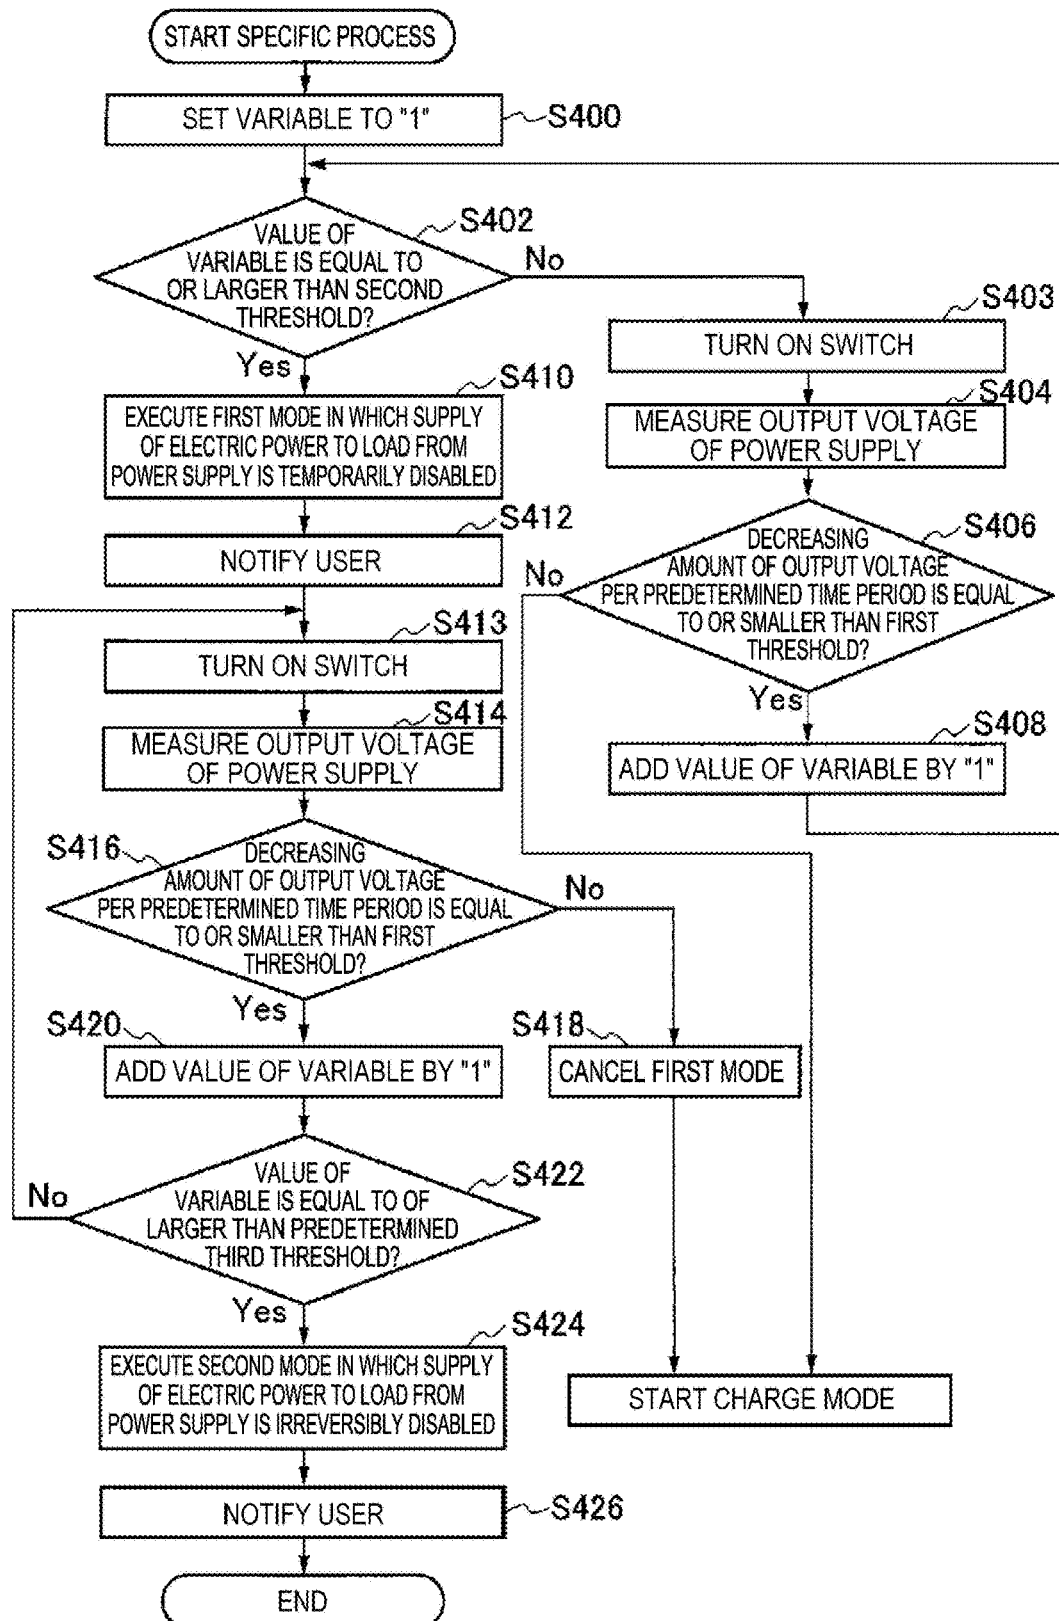 START SPECIFIC PROCESS
SET VARIABLE TO "1"
S400
S402
VALUE OF
VARIABLE IS EQUAL TO
OR LARGER THAN SECOND
THRESHOLD?
No
Yes
S403
TURN ON SWITCH
S404
MEASURE OUTPUT VOLTAGE
OF POWER SUPPLY
S406
DECREASING
AMOUNT OF OUTPUT VOLTAGE
PER PREDETERMINED TIME PERIOD IS EQUAL
TO OR SMALLER THAN FIRST
THRESHOLD?
No
Yes
S408
ADD VALUE OF VARIABLE BY "1"
S410
EXECUTE FIRST MODE IN WHICH SUPPLY
OF ELECTRIC POWER TO LOAD FROM
POWER SUPPLY IS TEMPORARILY DISABLED
S412
NOTIFY USER
S413
TURN ON SWITCH
S414
MEASURE OUTPUT VOLTAGE
OF POWER SUPPLY
S416
DECREASING
AMOUNT OF OUTPUT VOLTAGE
PER PREDETERMINED TIME PERIOD IS EQUAL
TO OR SMALLER THAN FIRST
THRESHOLD?
No
Yes
S418
CANCEL FIRST MODE
S420
ADD VALUE OF VARIABLE BY "1"
S422
VALUE OF
VARIABLE IS EQUAL TO OF
LARGER THAN PREDETERMINED
THIRD THRESHOLD?
No
Yes
S424
EXECUTE SECOND MODE IN WHICH SUPPLY
OF ELECTRIC POWER TO LOAD FROM
POWER SUPPLY IS IRREVERSIBLY DISABLED
START CHARGE MODE
NOTIFY USER
S426
END